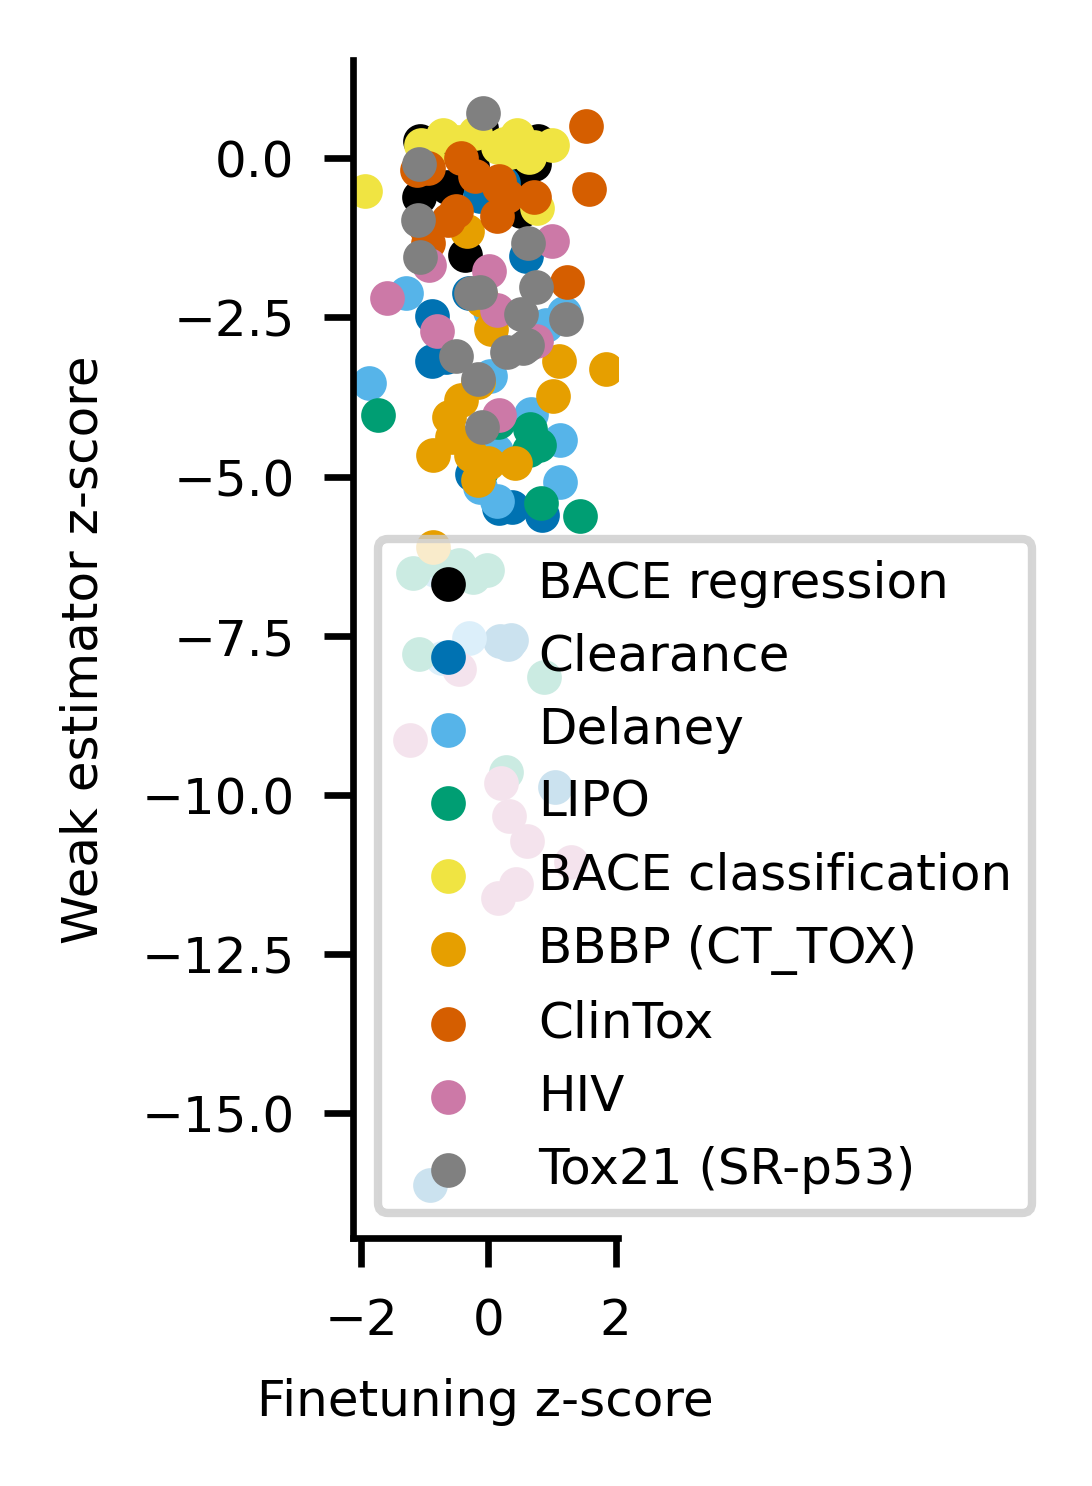 0.0
−2.5
−5.0
−7.5
−10.0
−12.5
−15.0
Weak estimator z-score
BACE regression
Clearance
Delaney
LIPO
BACE classification
BBBP (CT_TOX)
ClinTox
HIV
Tox21 (SR-p53)
−2 0 2
Finetuning z-score